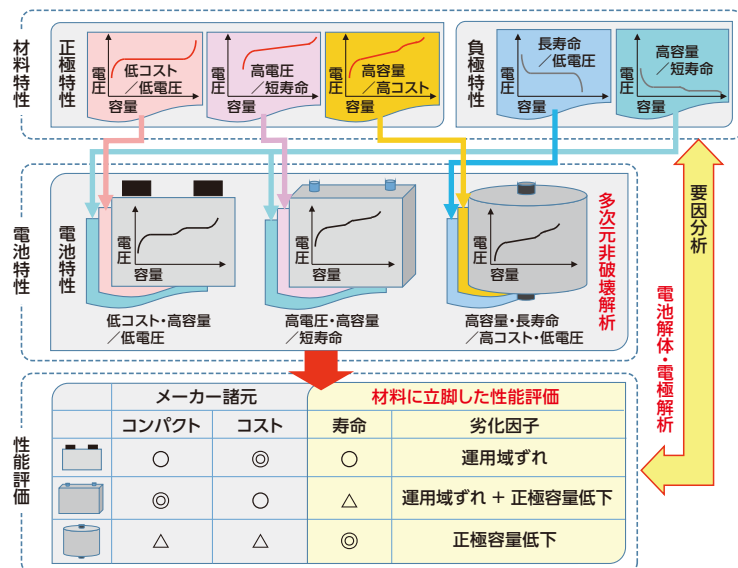 材料特性
正極特性
電圧
容量
低コスト
／低電圧
電圧
容量
高電圧
／短寿命
電圧
容量
高容量
／高コスト
負極特性
電圧
容量
長寿命
／低電圧
電圧
容量
高容量
／短寿命
電池特性
電池特性
電圧
容量
低コスト・高容量
／低電圧
電圧
容量
高電圧・高容量
／短寿命
電圧
容量
高容量・長寿命
／高コスト・低電圧
多次元非破壊解析
要因分析
電池解体・電極解析
性能評価
メーカー諸元 材料に立脚した性能評価
コンパクト コスト 寿命 劣化因子
○ ◎ ○ 運用域ずれ
◎ ○ △ 運用域ずれ + 正極容量低下
△ △ ◎ 正極容量低下